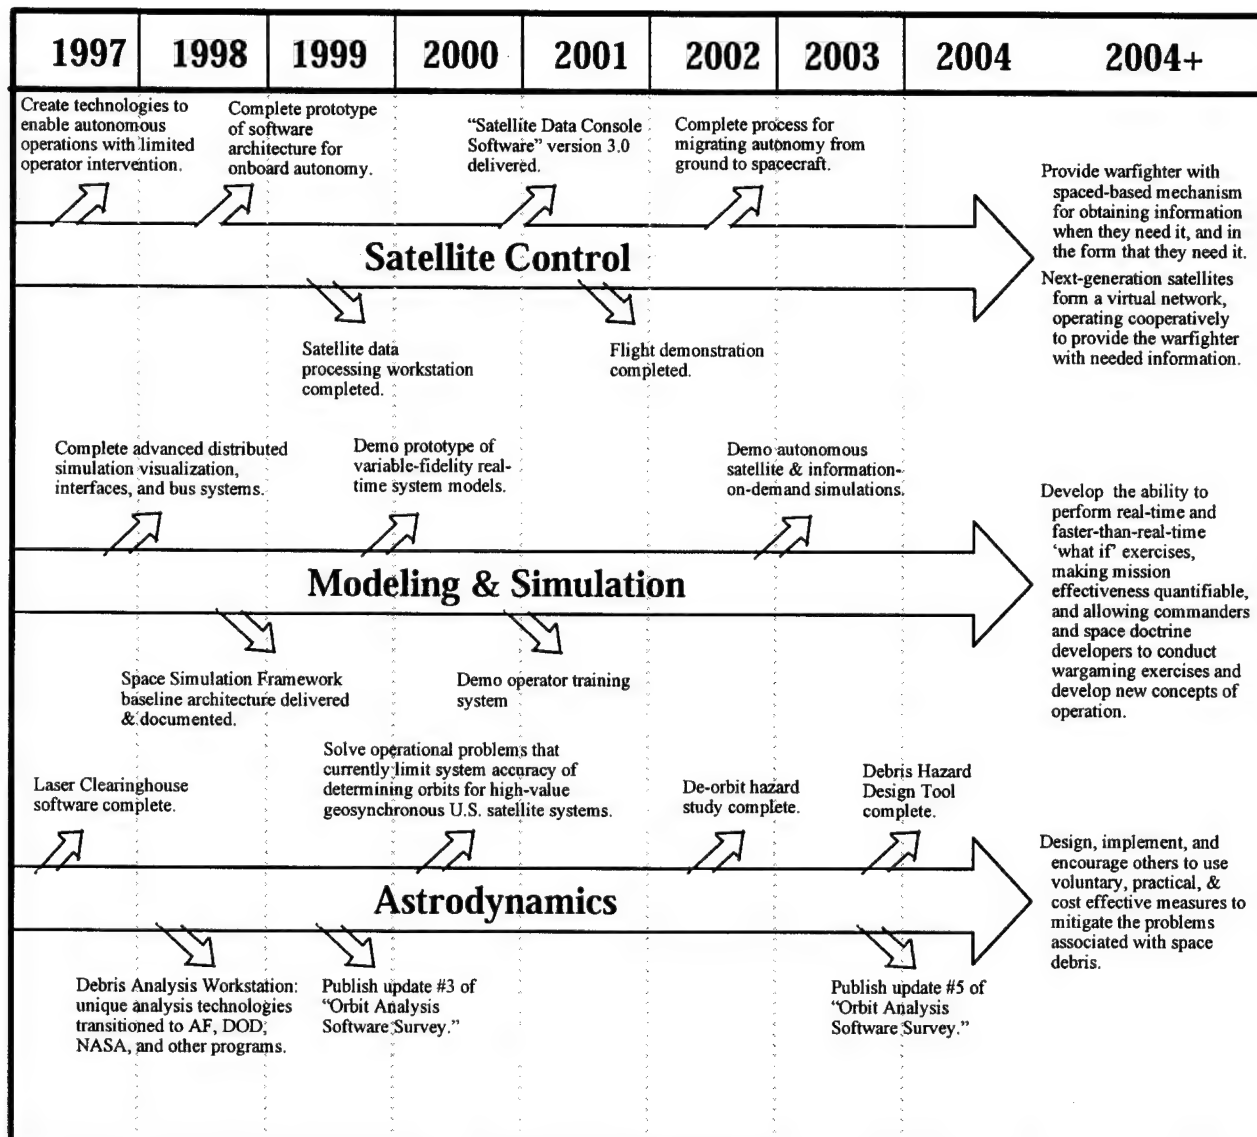 1997 1998 1999 2000 2001 2002 2003 2004 2004+
Create technologies to
enable autonomous
operations with limited
operator intervention.
Complete prototype
of software
architecture for
onboard autonomy.
“Satellite Data Console
Software” version 3.0
delivered.
Complete process for
migrating autonomy from
ground to spacecraft.
Satellite Control
Satellite data
processing workstation
completed.
Flight demonstration
completed.
Provide warfighter with
spaced-based mechanism
for obtaining information
when they need it, and in
the form that they need it.
Next-generation satellites
form a virtual network,
operating cooperatively
to provide the warfighter
with needed information.
Complete advanced distributed
simulation visualization,
interfaces, and bus systems.
Demo prototype of
variable-fidelity real-
time system models.
Demo autonomous
satellite & information-
on-demand simulations.
Modeling & Simulation
Space Simulation Framework
baseline architecture delivered
& documented.
Demo operator training
system
Develop the ability to
perform real-time and
faster-than-real-time
‘what if’ exercises,
making mission
effectiveness quantifiable,
and allowing commanders
and space doctrine
developers to conduct
wargaming exercises and
develop new concepts of
operation.
Laser Clearinghouse
software complete.
Solve operational problems that
currently limit system accuracy of
determining orbits for high-value
geosynchronous U.S. satellite systems.
De-orbit hazard
study complete.
Debris Hazard
Design Tool
complete.
Astrodynamics
Debris Analysis Workstation:
unique analysis technologies
transitioned to AF, DOD,
NASA, and other programs.
Publish update #3 of
“Orbit Analysis
Software Survey.”
Publish update #5 of
“Orbit Analysis
Software Survey.”
Design, implement, and
encourage others to use
voluntary, practical, &
cost effective measures to
mitigate the problems
associated with space
debris.